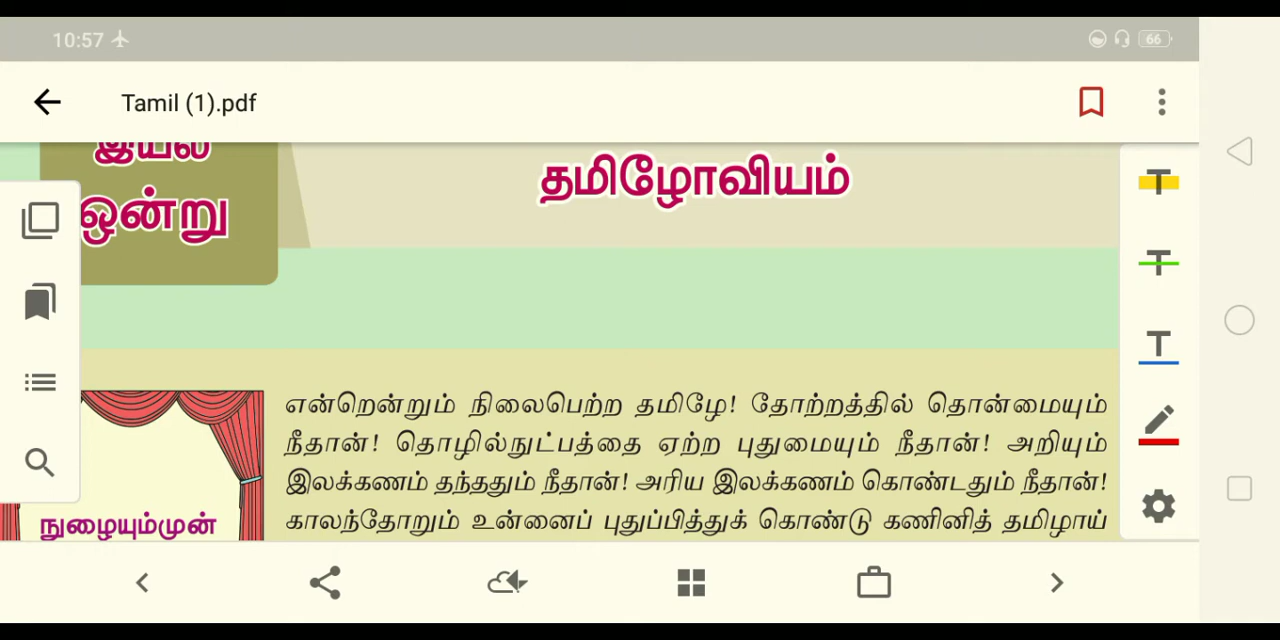 10:57
66
Tamil (1).pdf
இயல்
ஒன்று
தமிழோவியம்
என்றென்றும் நிலைபெற்ற தமிழே! தோற்றத்தில் தொன்மையும்
நீதான்! தொழில்நுட்பத்தை ஏற்ற புதுமையும் நீதான்! அறியும்
இலக்கணம் தந்ததும் நீதான்! அரிய இலக்கணம் கொண்டதும் நீதான்!
காலந்தோறும் உன்னைப் புதுப்பித்துக் கொண்டு கணினித் தமிழாய்
நுழையும்முன்